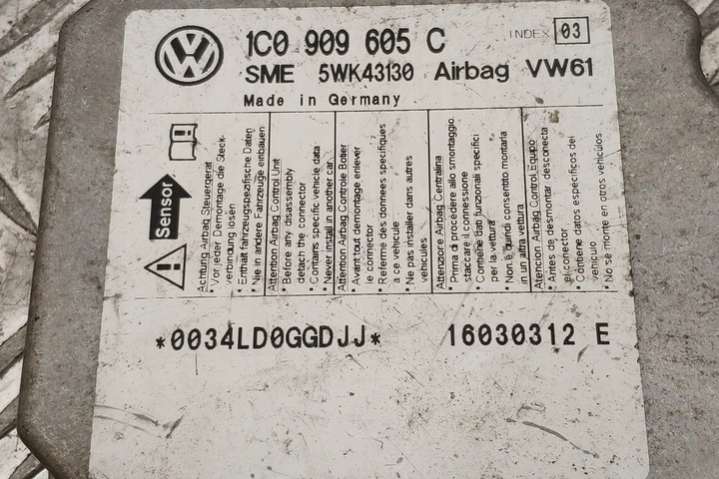 VW
1C0 909 605 C
INDEX 03
SME 5WK43130 Airbag VW61
Made in Germany
Sensor
Achtung Airbag Steuergerat
• Vor jeder Demontage die Steck-
verbindung lösen
• Enthält fahrzeugspezifische Daten
• Nie in andere Fahrzeuge einbauen
Attention Airbag Control Unit
• Before any disassembly
detach the connector
• Contains specific vehicle data
• Never install in another car
Attention Airbag Controle Boitier
• Avant tout demontage enlever
le connector
• Referme des donnees specifiques
a ce vehicule
• Ne pas installer dans autres
vehicules
Attenzione Airbag Centralina
• Prima di procedere allo smontaggio
staccare il connessione
• Contiene dati funzionali specifici
per la vettura
• Non è quindi consentito montarla
in un altra vettura
Atencion Airbag Control Equipo
• Antes de desmontar desconecta
el conector
• Contiene datos especificos del
vehiculo
• No se monte en otros vehiculos
*0034LD0GGDJJ*
16030312 E